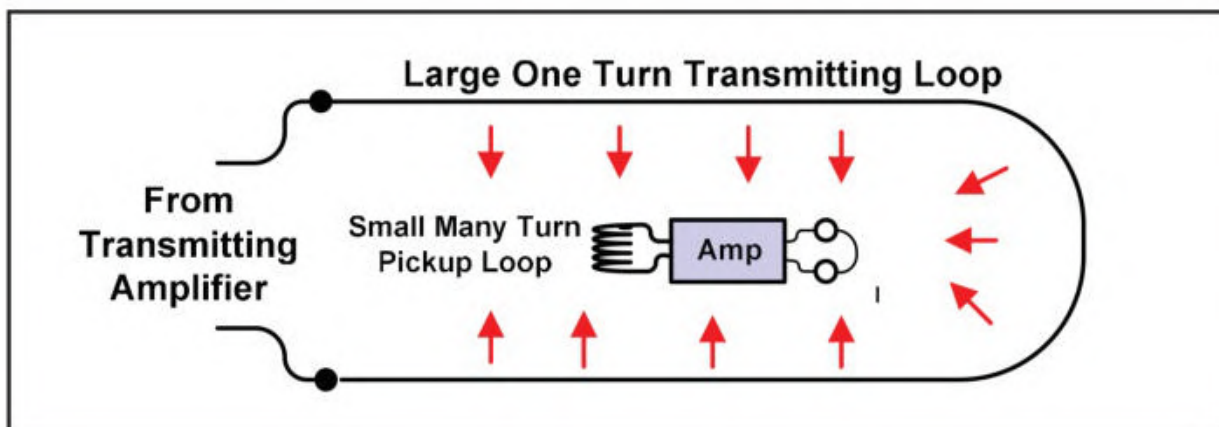 Large One Turn Transmitting Loop
From
Transmitting
Amplifier
Small Many Turn
Pickup Loop
Amp